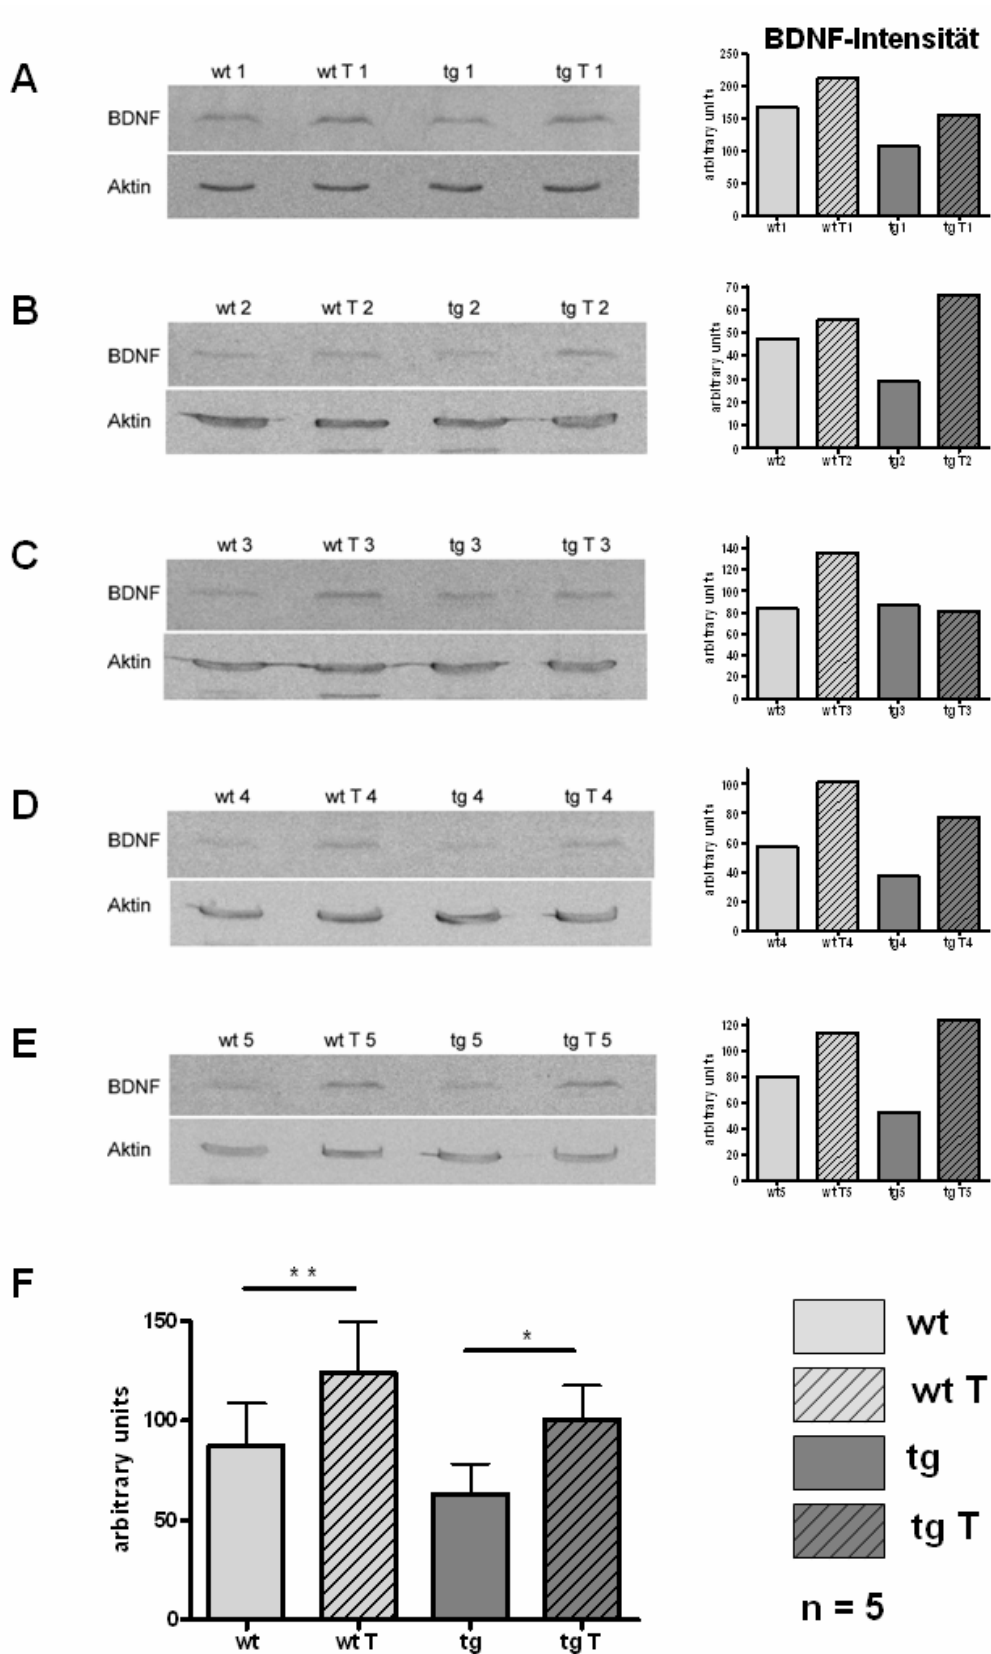 BDNF-Intensität
A
wt 1 wt T 1 tg 1 tg T 1
BDNF
Aktin
arbitrary units
250
200
150
100
50
0
wt1 wt T1 tg1 tg T1
B
wt 2 wt T 2 tg 2 tg T 2
BDNF
Aktin
arbitrary units
70
60
50
40
30
20
10
0
wt2 wt T2 tg2 tg T2
C
wt 3 wt T 3 tg 3 tg T 3
BDNF
Aktin
arbitrary units
140
120
100
80
60
40
20
0
wt3 wt T3 tg3 tg T3
D
wt 4 wt T 4 tg 4 tg T 4
BDNF
Aktin
arbitrary units
100
80
60
40
20
0
wt4 wt T4 tg4 tg T4
E
wt 5 wt T 5 tg 5 tg T 5
BDNF
Aktin
arbitrary units
120
100
80
60
40
20
0
wt5 wt T5 tg5 tg T5
F
* *
*
arbitrary units
150
100
50
0
wt wt T tg tg T
wt
wt T
tg
tg T
n = 5